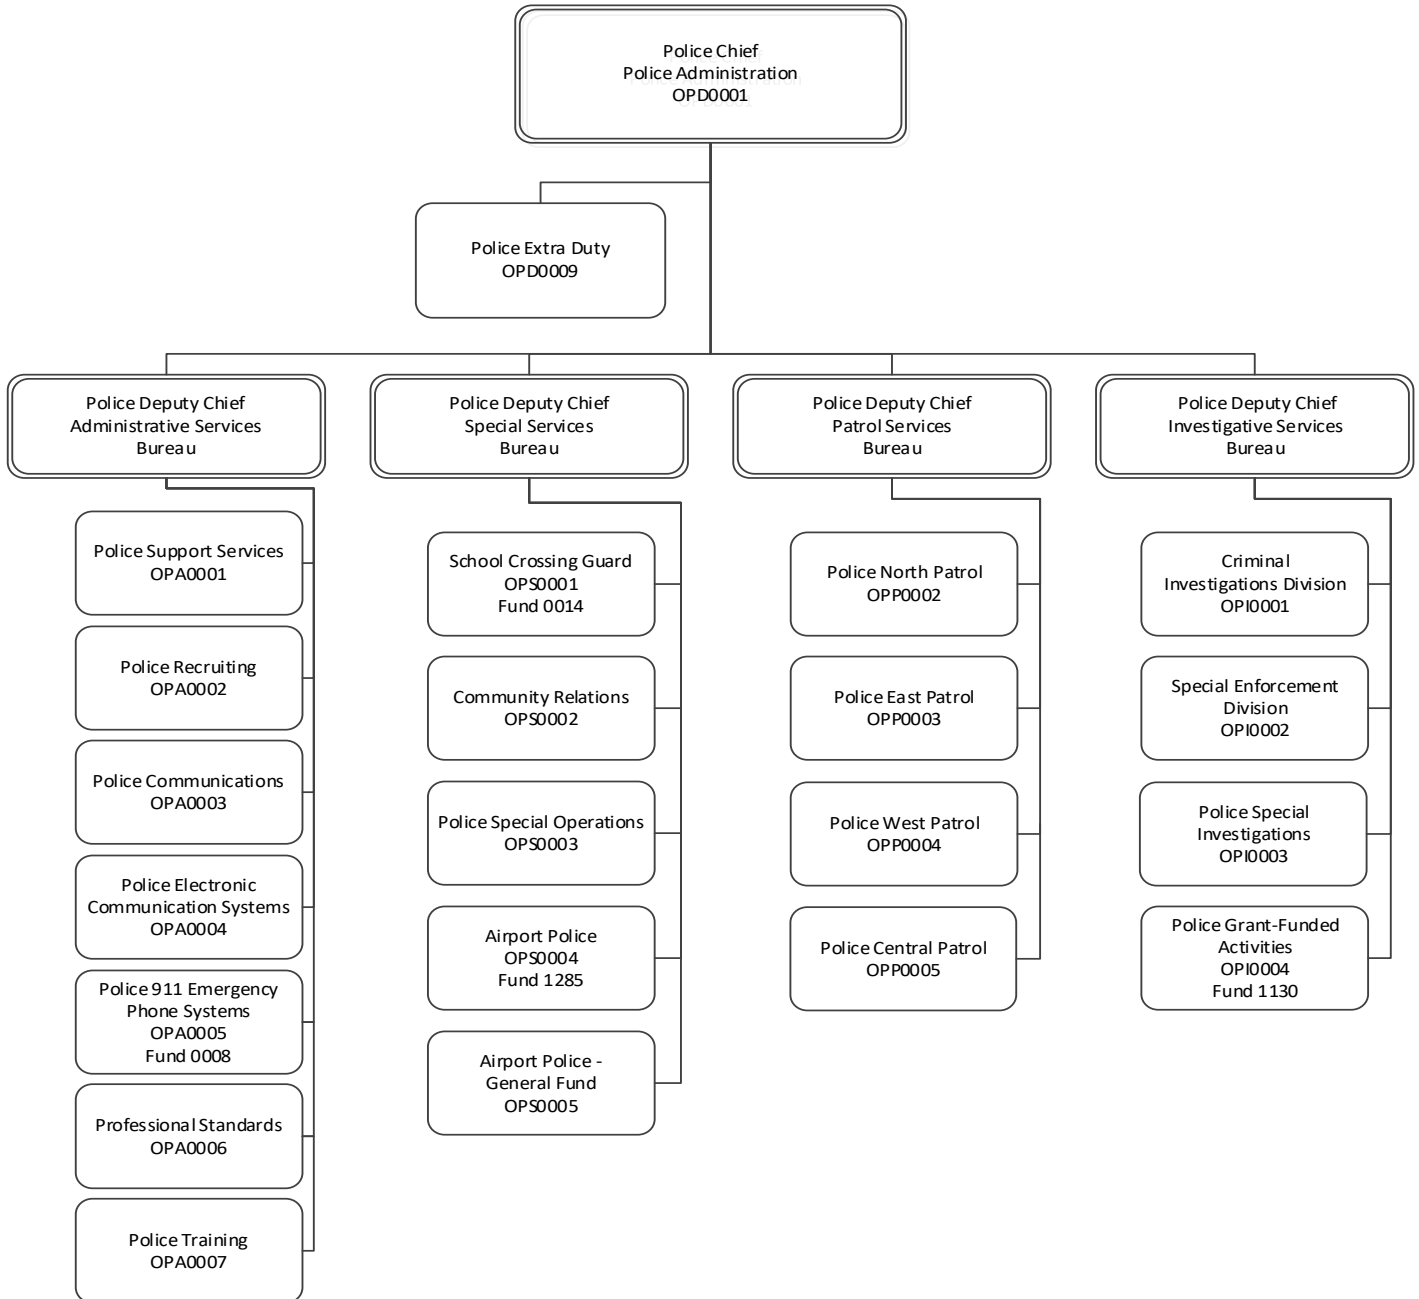 Police Chief
Police Administration
OPD0001
Police Extra Duty
OPD0009
Police Deputy Chief
Administrative Services
Bureau
Police Deputy Chief
Special Services
Bureau
Police Deputy Chief
Patrol Services
Bureau
Police Deputy Chief
Investigative Services
Bureau
Police Support Services
OPA0001
Police Recruiting
OPA0002
Police Communications
OPA0003
Police Electronic
Communication Systems
OPA0004
Police 911 Emergency
Phone Systems
OPA0005
Fund 0008
Professional Standards
OPA0006
Police Training
OPA0007
School Crossing Guard
OPS0001
Fund 0014
Community Relations
OPS0002
Police Special Operations
OPS0003
Airport Police
OPS0004
Fund 1285
Airport Police -
General Fund
OPS0005
Police North Patrol
OPP0002
Police East Patrol
OPP0003
Police West Patrol
OPP0004
Police Central Patrol
OPP0005
Criminal
Investigations Division
OPI0001
Special Enforcement
Division
OPI0002
Police Special
Investigations
OPI0003
Police Grant-Funded
Activities
OPI0004
Fund 1130